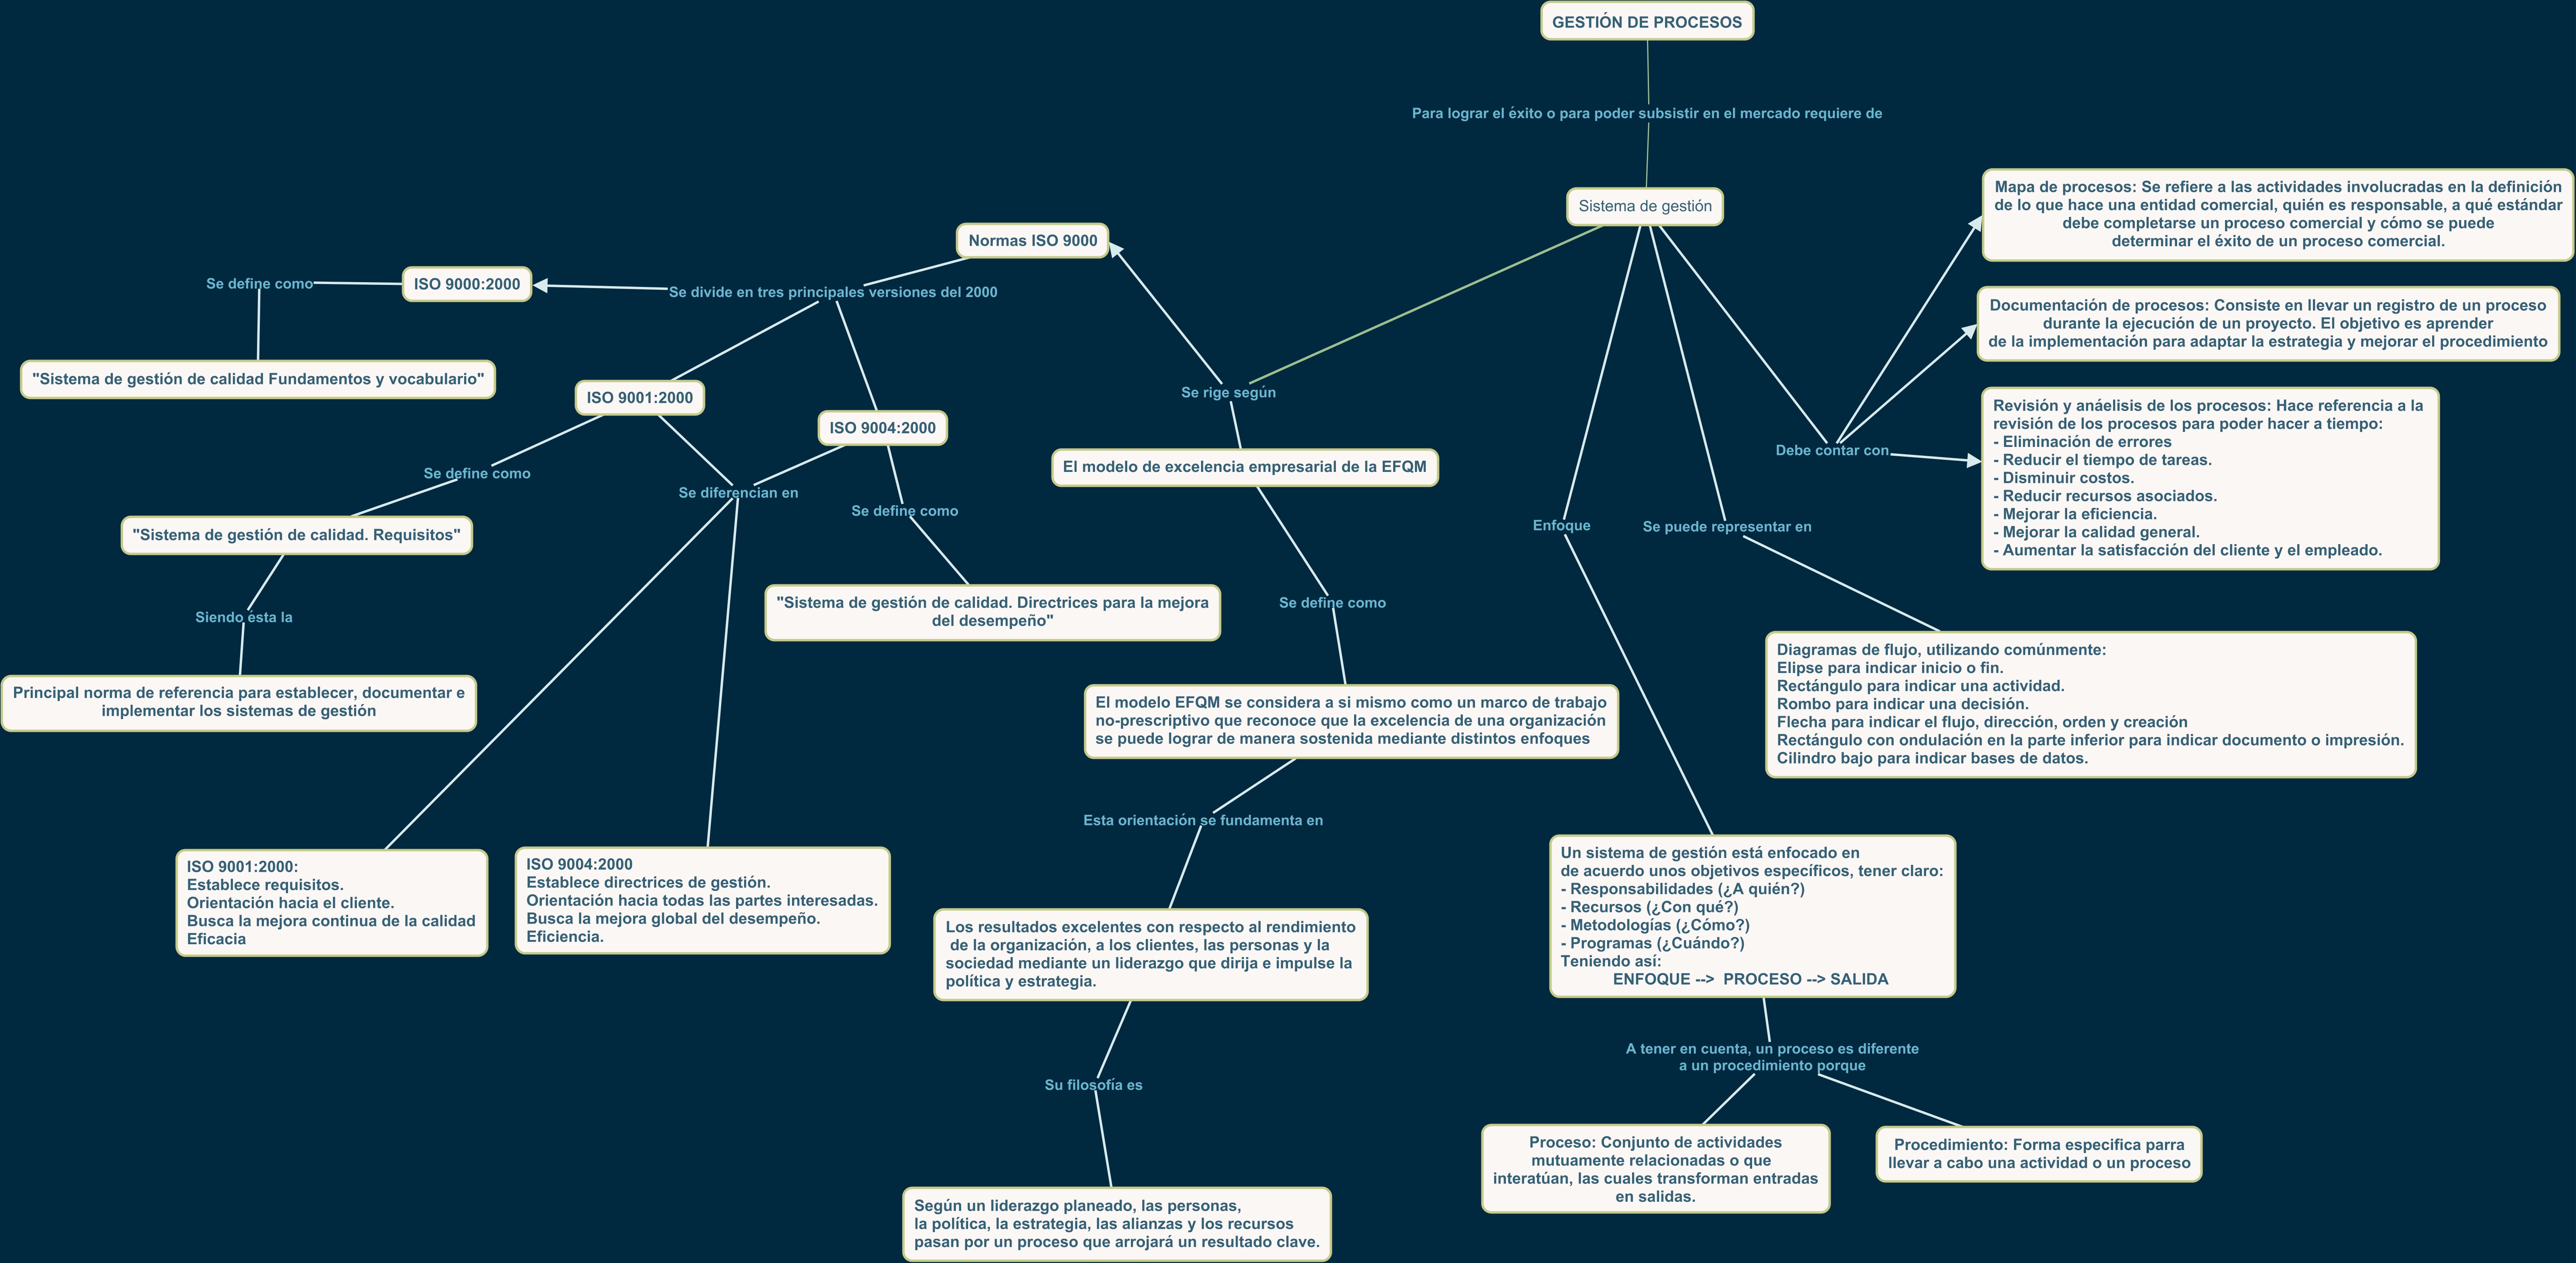 GESTIÓN DE PROCESOS
Para lograr el éxito o para poder subsistir en el mercado requiere de
Sistema de gestión
Mapa de procesos: Se refiere a las actividades involucradas en la definición
de lo que hace una entidad comercial, quién es responsable, a qué estándar
debe completarse un proceso comercial y cómo se puede
determinar el éxito de un proceso comercial.
Normas ISO 9000
Se define como
ISO 9000:2000
Se divide en tres principales versiones del 2000
Documentación de procesos: Consiste en llevar un registro de un proceso
durante la ejecución de un proyecto. El objetivo es aprender
de la implementación para adaptar la estrategia y mejorar el procedimiento
"Sistema de gestión de calidad Fundamentos y vocabulario"
ISO 9001:2000
Se rige según
ISO 9004:2000
Revisión y anáelisis de los procesos: Hace referencia a la
revisión de los procesos para poder hacer a tiempo:
- Eliminación de errores
- Reducir el tiempo de tareas.
- Disminuir costos.
- Reducir recursos asociados.
- Mejorar la eficiencia.
- Mejorar la calidad general.
- Aumentar la satisfacción del cliente y el empleado.
Debe contar con
Se define como
El modelo de excelencia empresarial de la EFQM
Se diferencian en
Se define como
Enfoque
Se puede representar en
"Sistema de gestión de calidad. Requisitos"
"Sistema de gestión de calidad. Directrices para la mejora
del desempeño"
Se define como
Siendo ésta la
Diagramas de flujo, utilizando comúnmente:
Elipse para indicar inicio o fin.
Rectángulo para indicar una actividad.
Rombo para indicar una decisión.
Flecha para indicar el flujo, dirección, orden y creación
Rectángulo con ondulación en la parte inferior para indicar documento o impresión.
Cilindro bajo para indicar bases de datos.
Principal norma de referencia para establecer, documentar e
implementar los sistemas de gestión
El modelo EFQM se considera a si mismo como un marco de trabajo
no-prescriptivo que reconoce que la excelencia de una organización
se puede lograr de manera sostenida mediante distintos enfoques
Esta orientación se fundamenta en
ISO 9001:2000:
Establece requisitos.
Orientación hacia el cliente.
Busca la mejora continua de la calidad
Eficacia
ISO 9004:2000
Establece directrices de gestión.
Orientación hacia todas las partes interesadas.
Busca la mejora global del desempeño.
Eficiencia.
Un sistema de gestión está enfocado en
de acuerdo unos objetivos específicos, tener claro:
- Responsabilidades (¿A quién?)
- Recursos (¿Con qué?)
- Metodologías (¿Cómo?)
- Programas (¿Cuándo?)
Teniendo así:
ENFOQUE --> PROCESO --> SALIDA
Los resultados excelentes con respecto al rendimiento
de la organización, a los clientes, las personas y la
sociedad mediante un liderazgo que dirija e impulse la
política y estrategia.
A tener en cuenta, un proceso es diferente
a un procedimiento porque
Su filosofía es
Proceso: Conjunto de actividades
mutuamente relacionadas o que
interatúan, las cuales transforman entradas
en salidas.
Procedimiento: Forma especifica parra
llevar a cabo una actividad o un proceso
Según un liderazgo planeado, las personas,
la política, la estrategia, las alianzas y los recursos
pasan por un proceso que arrojará un resultado clave.